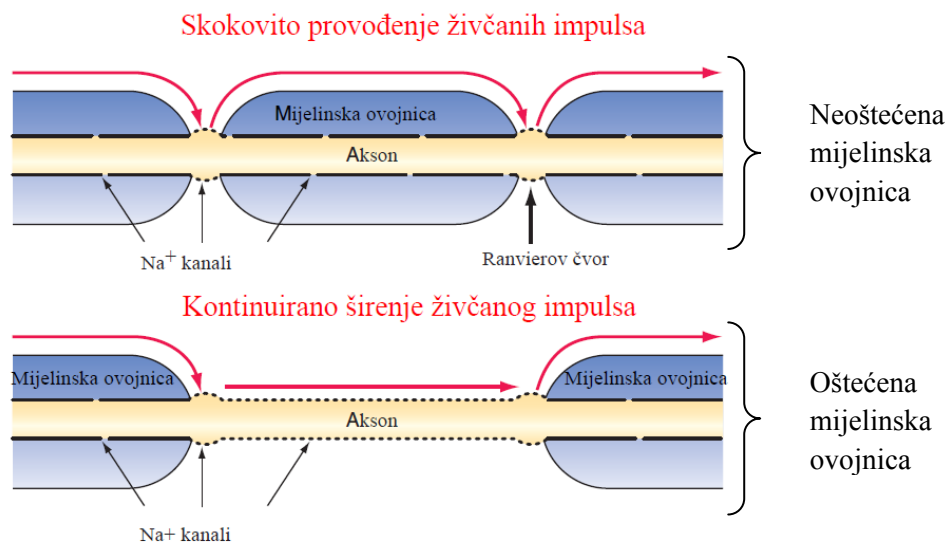 Skokovito provođenje živčanih impulsa
Mijelinska ovojnica
Akson
Na+ kanali
Ranvierov čvor
Neoštećena
mijelinska
ovojnica
Kontinuirano širenje živčanog impulsa
Mijelinska ovojnica
Mijelinska ovojnica
Akson
Na+ kanali
Oštećena
mijelinska
ovojnica